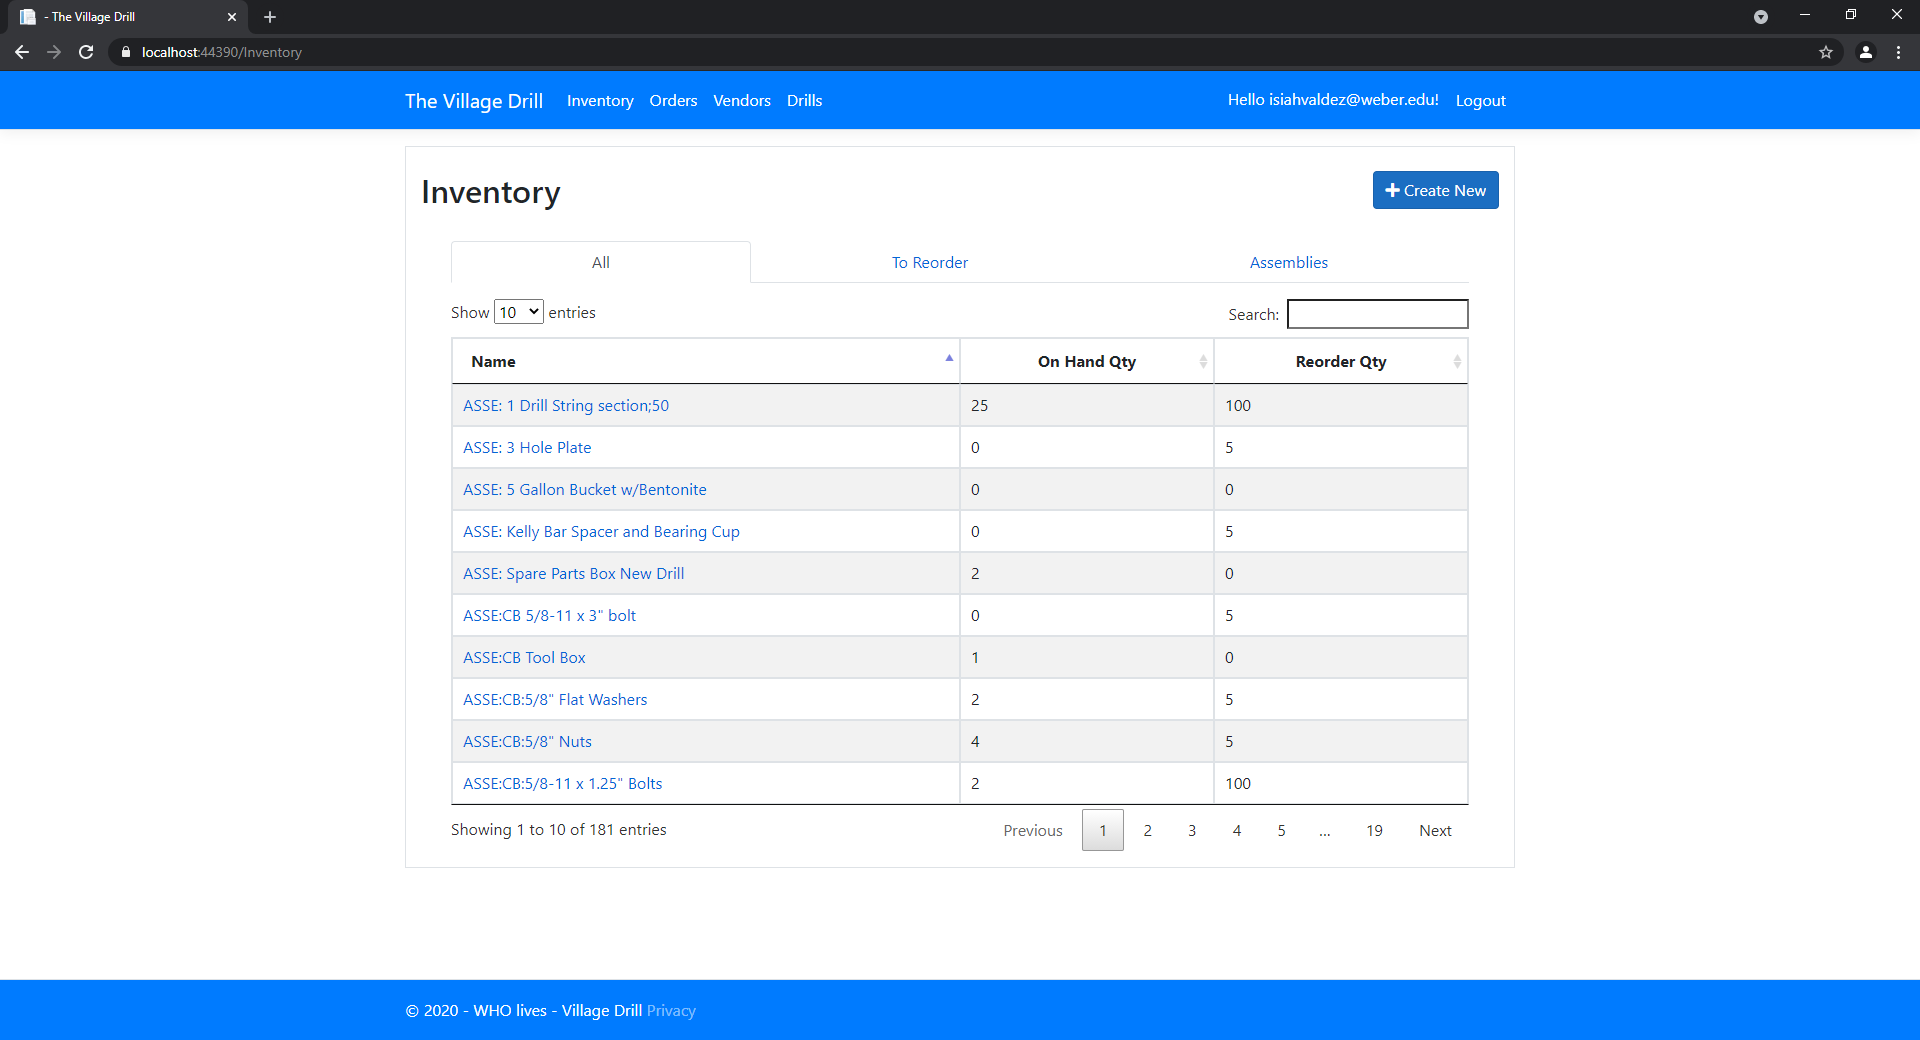 - The Village Drill
localhost:44390/Inventory
The Village Drill Inventory Orders Vendors Drills Hello isiahvaldez@weber.edu! Logout
Inventory
Create New
All To Reorder Assemblies
Show 10 entries Search:
Name On Hand Qty Reorder Qty
ASSE: 1 Drill String section;50 25 100
ASSE: 3 Hole Plate 0 5
ASSE: 5 Gallon Bucket w/Bentonite 0 0
ASSE: Kelly Bar Spacer and Bearing Cup 0 5
ASSE: Spare Parts Box New Drill 2 0
ASSE:CB 5/8-11 x 3" bolt 0 5
ASSE:CB Tool Box 1 0
ASSE:CB:5/8" Flat Washers 2 5
ASSE:CB:5/8" Nuts 4 5
ASSE:CB:5/8-11 x 1.25" Bolts 2 100
Showing 1 to 10 of 181 entries Previous 1 2 3 4 5 ... 19 Next
© 2020 - WHO lives - Village Drill Privacy